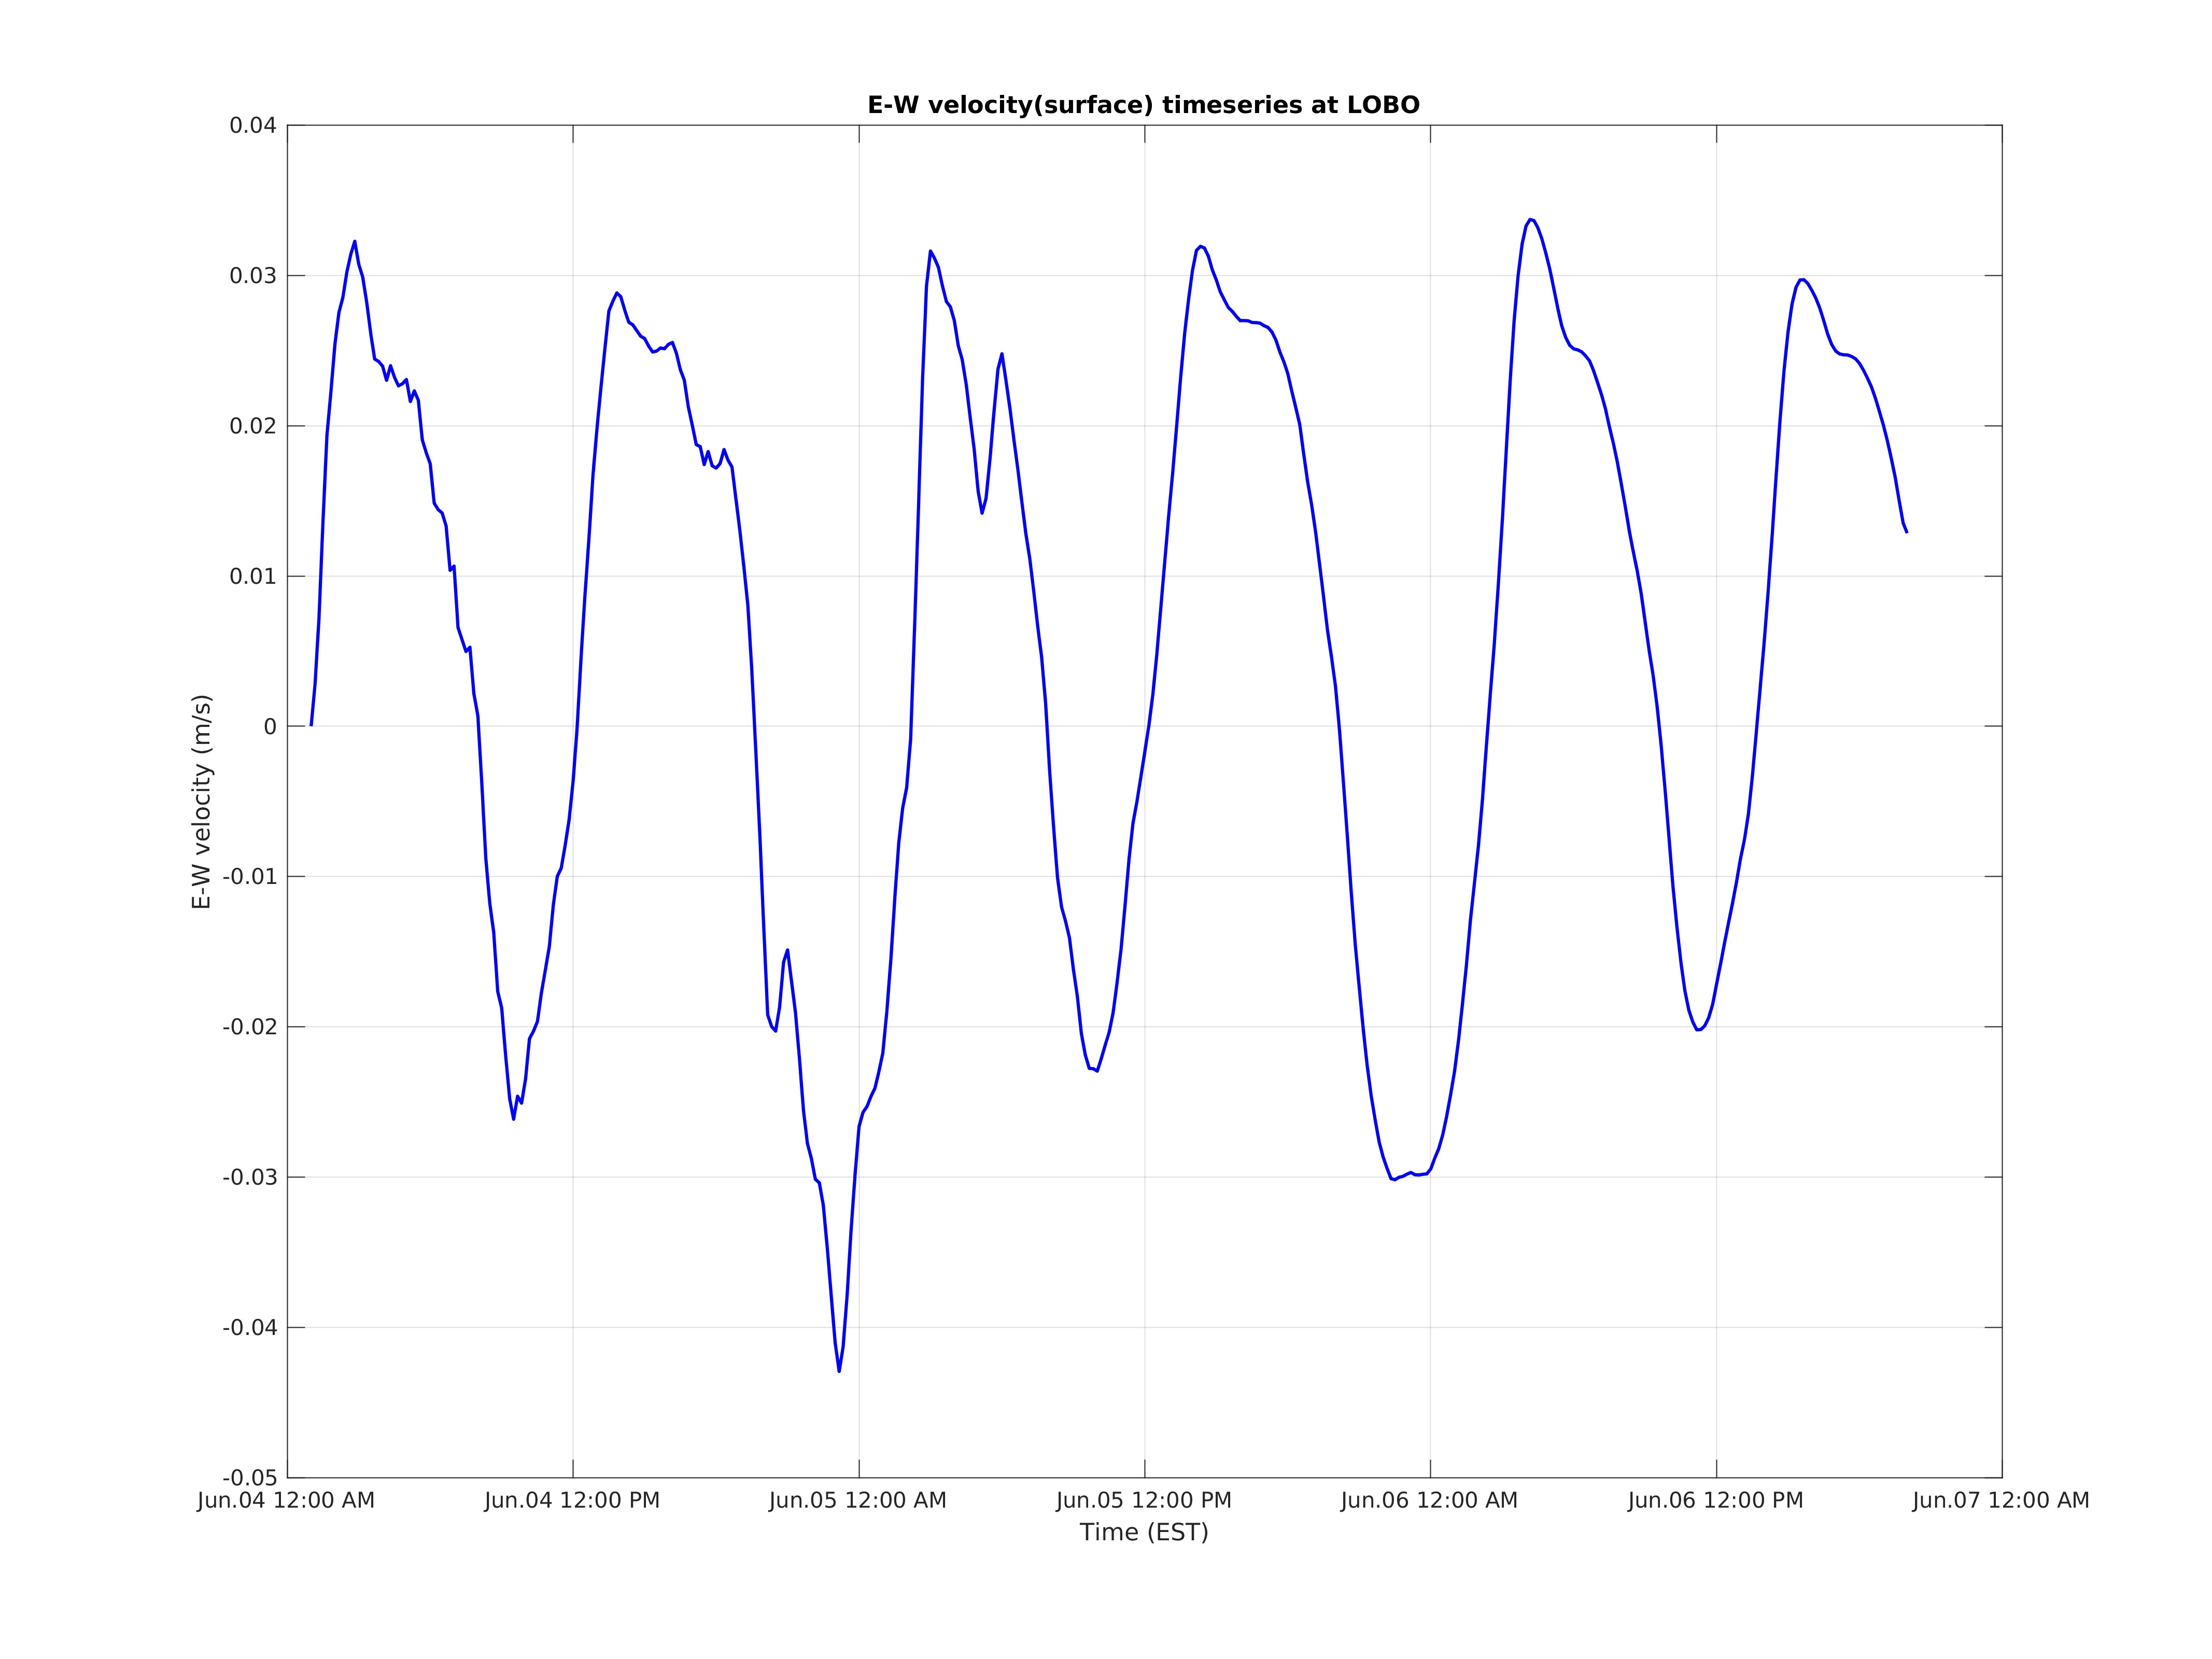 E-W velocity(surface) timeseries at LOBO
0.04
0.03
0.02
0.01
0
-0.01
-0.02
-0.03
-0.04
-0.05
E-W velocity (m/s)
Jun.04 12:00 AM Jun.04 12:00 PM Jun.05 12:00 AM Jun.05 12:00 PM Jun.06 12:00 AM Jun.06 12:00 PM Jun.07 12:00 AM
Time (EST)